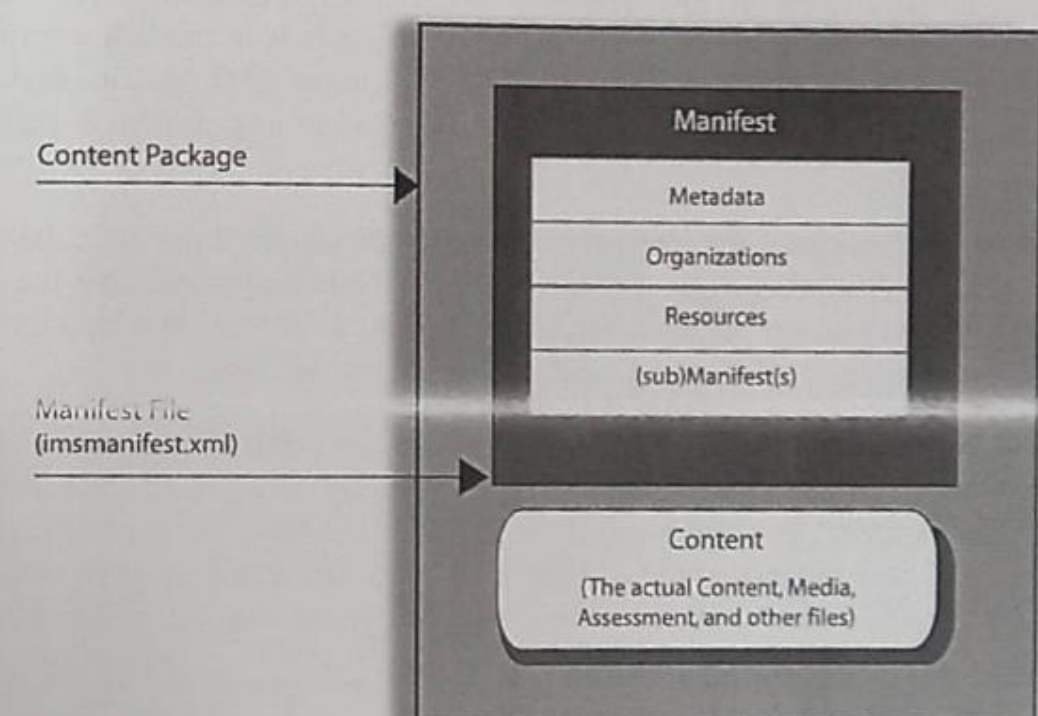 Content Package
Manifest File
(imsmanifest.xml)
Manifest
Metadata
Organizations
Resources
(sub)Manifest(s)
Content
(The actual Content, Media,
Assessment, and other files)